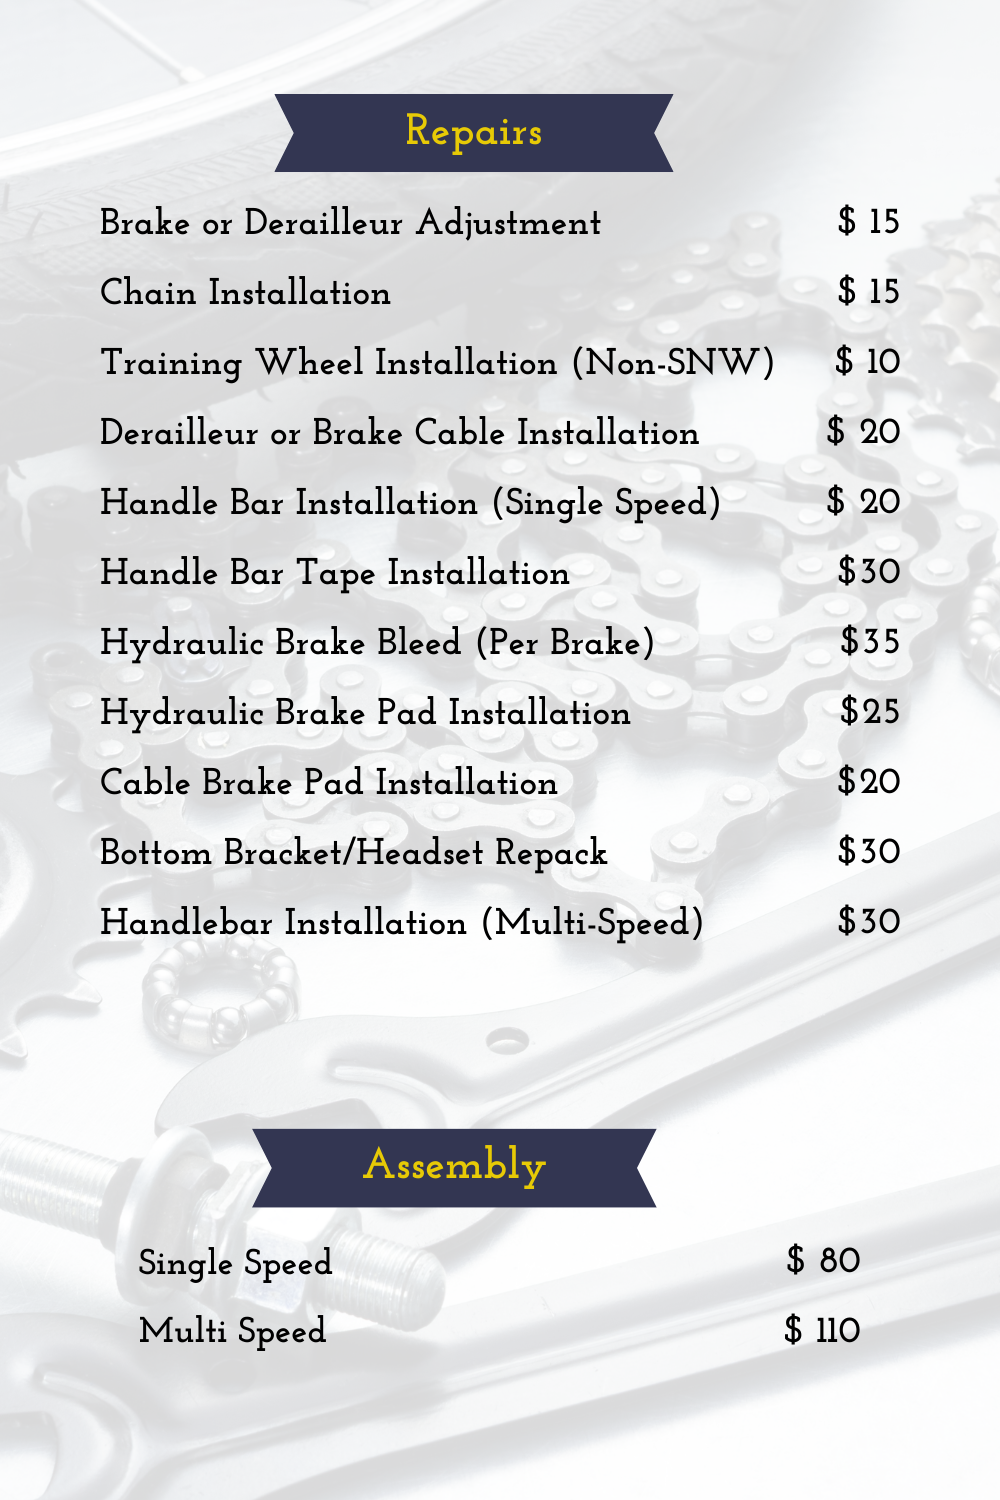 Repairs
Brake or Derailleur Adjustment $ 15
Chain Installation $ 15
Training Wheel Installation (Non-SNW) $ 10
Derailleur or Brake Cable Installation $ 20
Handle Bar Installation (Single Speed) $ 20
Handle Bar Tape Installation $30
Hydraulic Brake Bleed (Per Brake) $35
Hydraulic Brake Pad Installation $25
Cable Brake Pad Installation $20
Bottom Bracket/Headset Repack $30
Handlebar Installation (Multi-Speed) $30
Assembly
Single Speed $ 80
Multi Speed $ 110